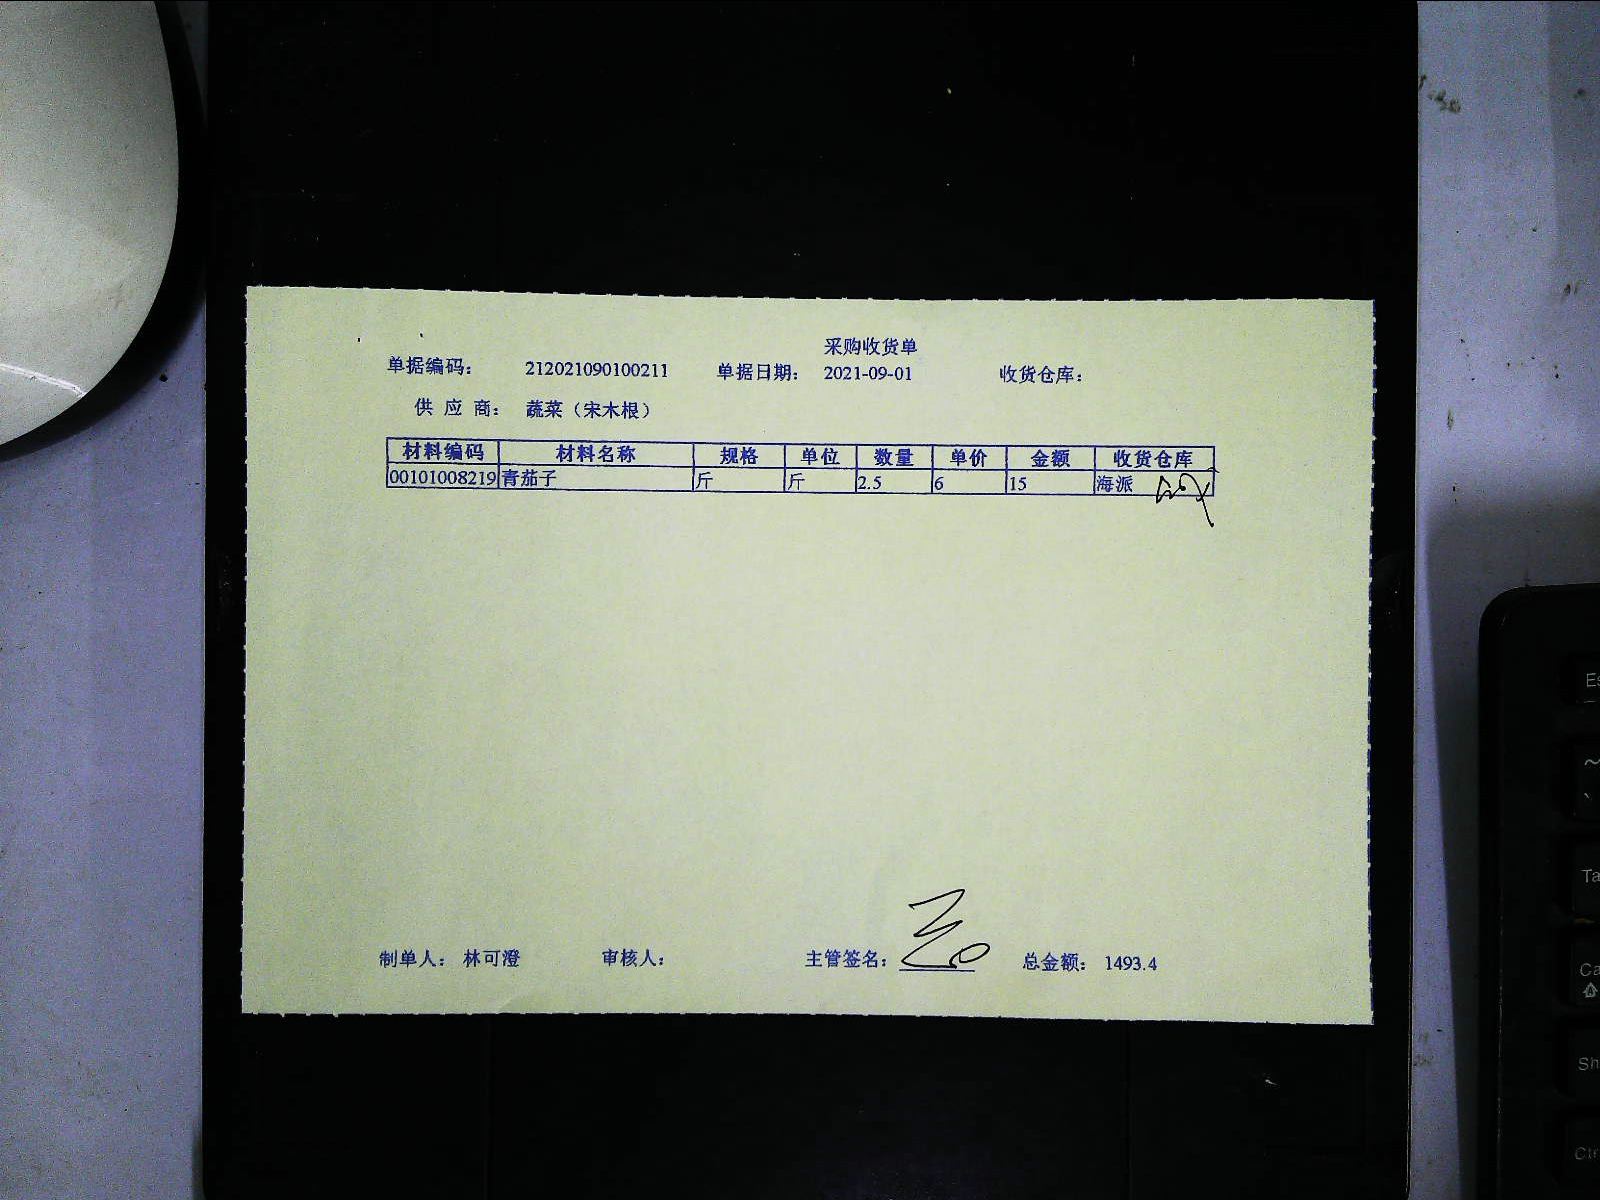 采购收货单
单据编码： 212021090100211 单据日期： 2021-09-01 收货仓库：
供 应 商： 蔬菜（宋木根）
材料编码 材料名称 规格 单位 数量 单价 金额 收货仓库
00101008219 青茄子 斤 斤 2.5 6 15 海派
制单人： 林可澄 审核人： 主管签名： 总金额： 1493.4